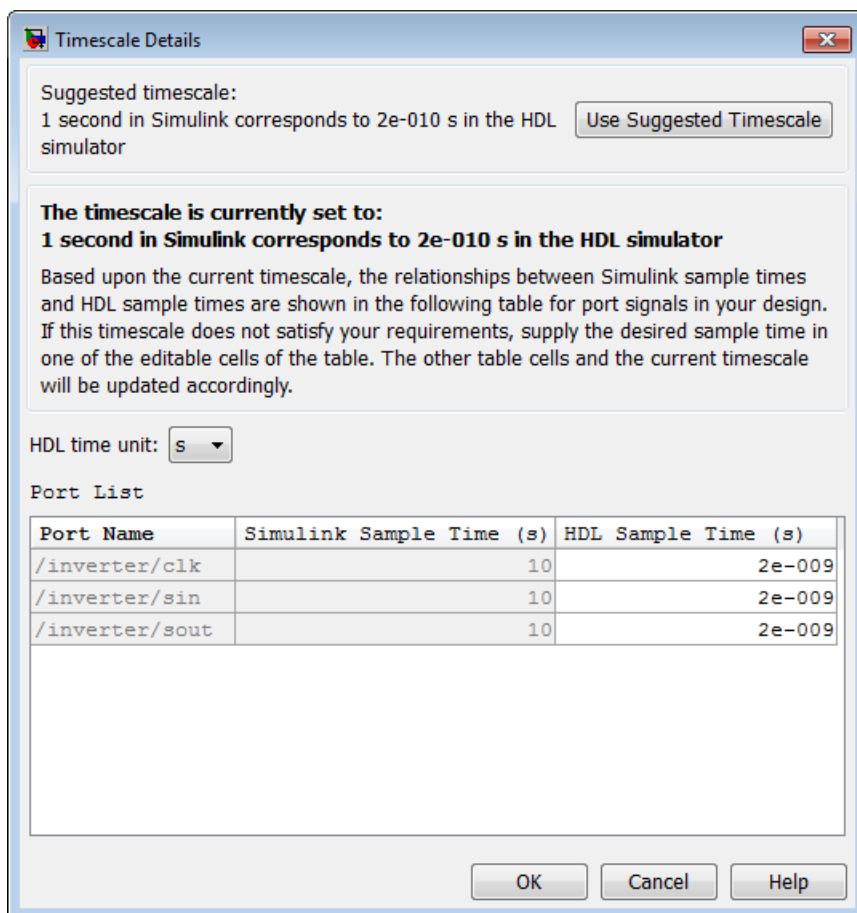 Timescale Details
Suggested timescale:
1 second in Simulink corresponds to 2e-010 s in the HDL
simulator
Use Suggested Timescale
The timescale is currently set to:
1 second in Simulink corresponds to 2e-010 s in the HDL simulator
Based upon the current timescale, the relationships between Simulink sample times
and HDL sample times are shown in the following table for port signals in your design.
If this timescale does not satisfy your requirements, supply the desired sample time in
one of the editable cells of the table. The other table cells and the current timescale
will be updated accordingly.
HDL time unit: s
Port List
Port Name Simulink Sample Time (s) HDL Sample Time (s)
/inverter/clk 10 2e-009
/inverter/sin 10 2e-009
/inverter/sout 10 2e-009
OK Cancel Help